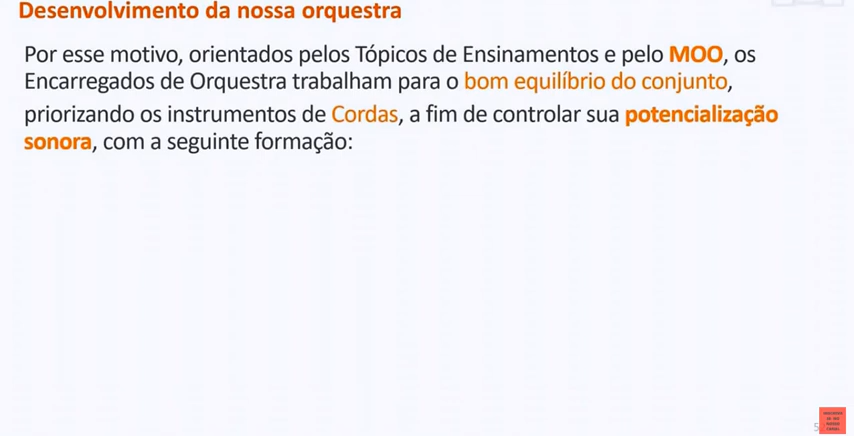 Desenvolvimento da nossa orquestra
Por esse motivo, orientados pelos Tópicos de Ensinamentos e pelo MOO, os
Encarregados de Orquestra trabalham para o bom equilíbrio do conjunto,
priorizando os instrumentos de Cordas, a fim de controlar sua potencialização
sonora, com a seguinte formação: